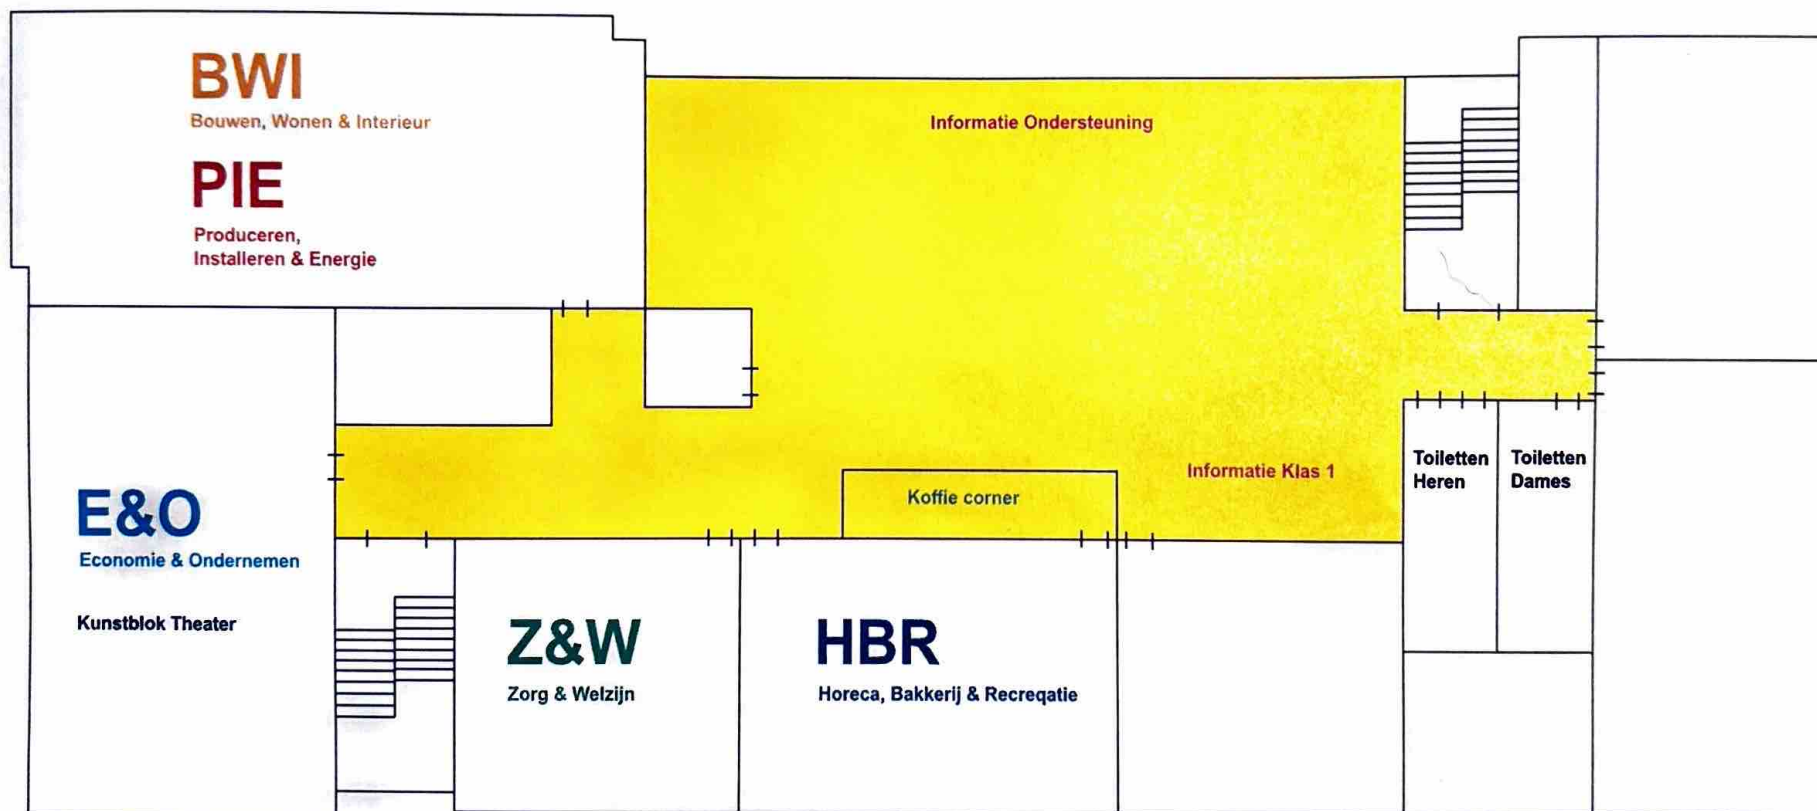 BWI
Bouwen, Wonen & Interieur
PIE
Produceren,
Installeren & Energie
Informatie Ondersteuning
E&O
Economie & Ondernemen
Kunstblok Theater
Koffie corner
Informatie Klas 1
Toiletten
Heren
Toiletten
Dames
Z&W
Zorg & Welzijn
HBR
Horeca, Bakkerij & Recreqatie